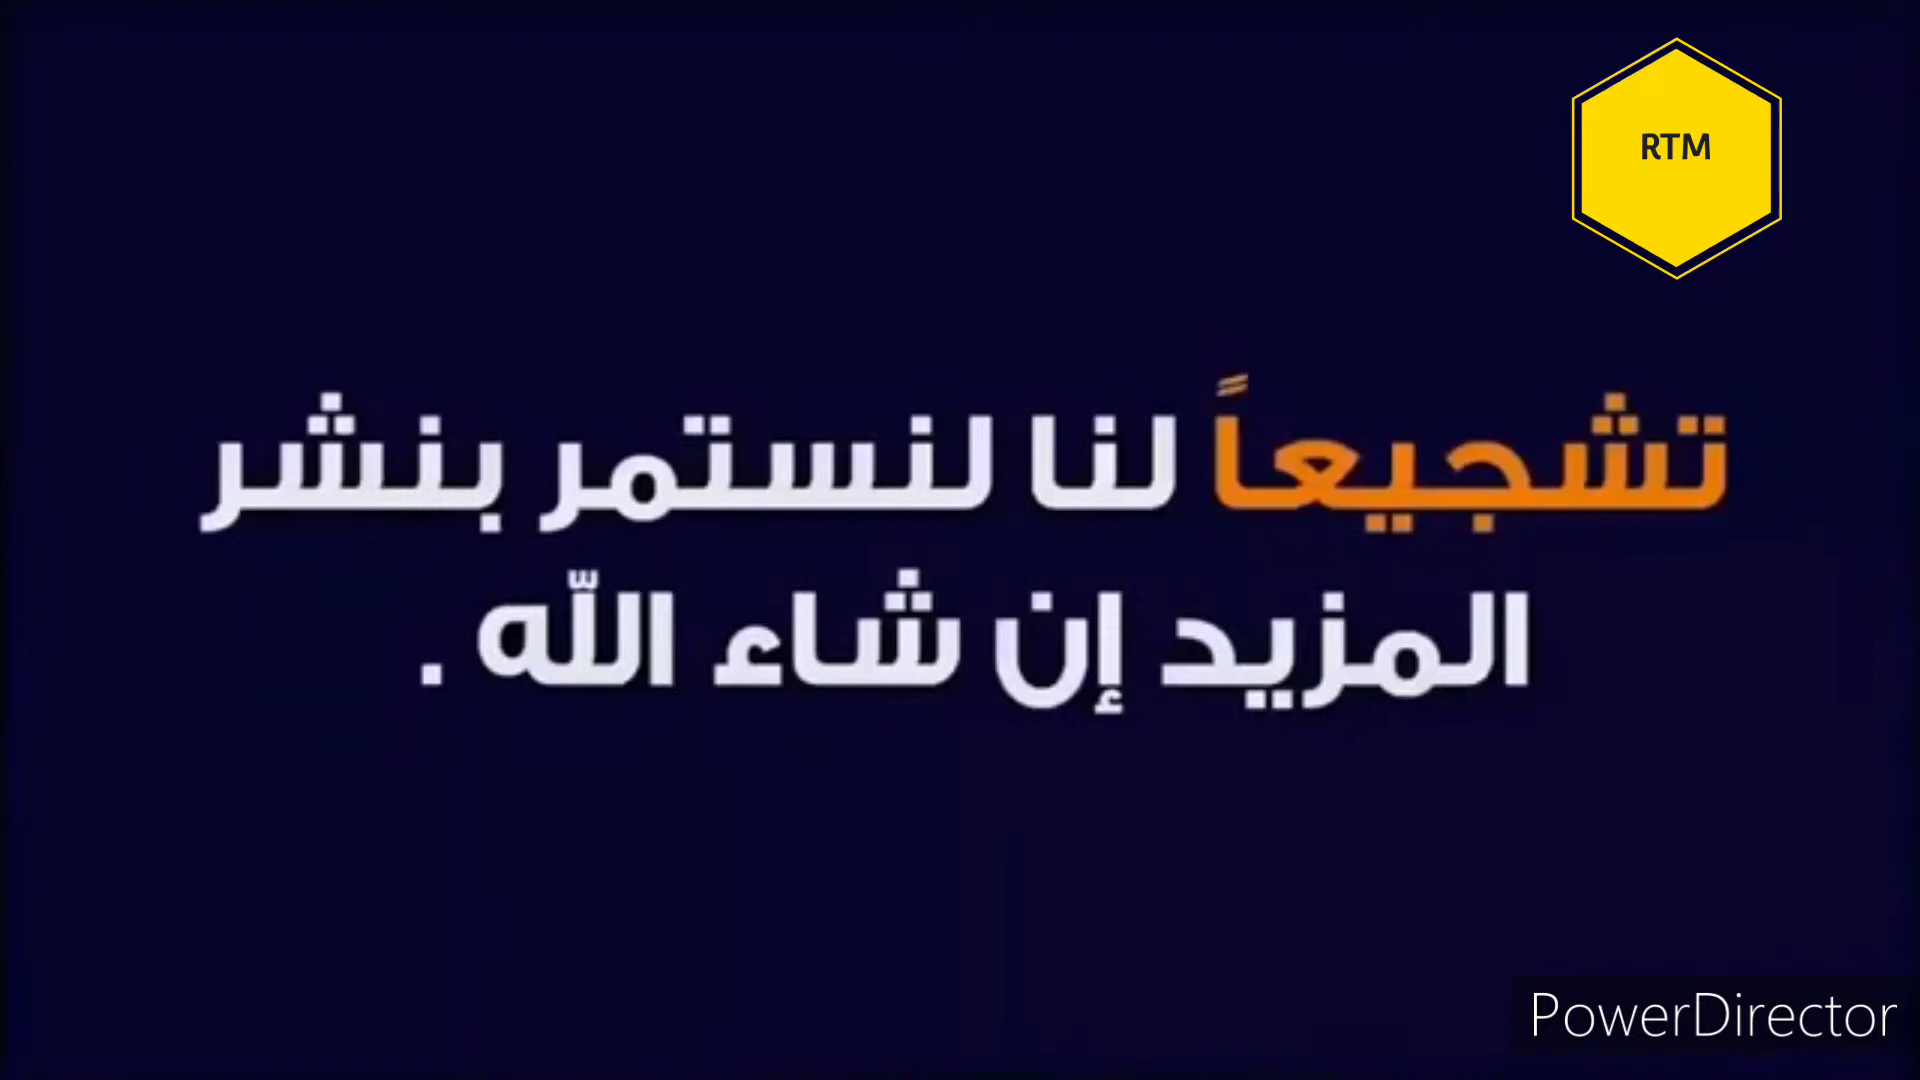 RTM
تشجيعاً لنا لنستمر بنشر
المزيد إن شاء الله .
PowerDirector